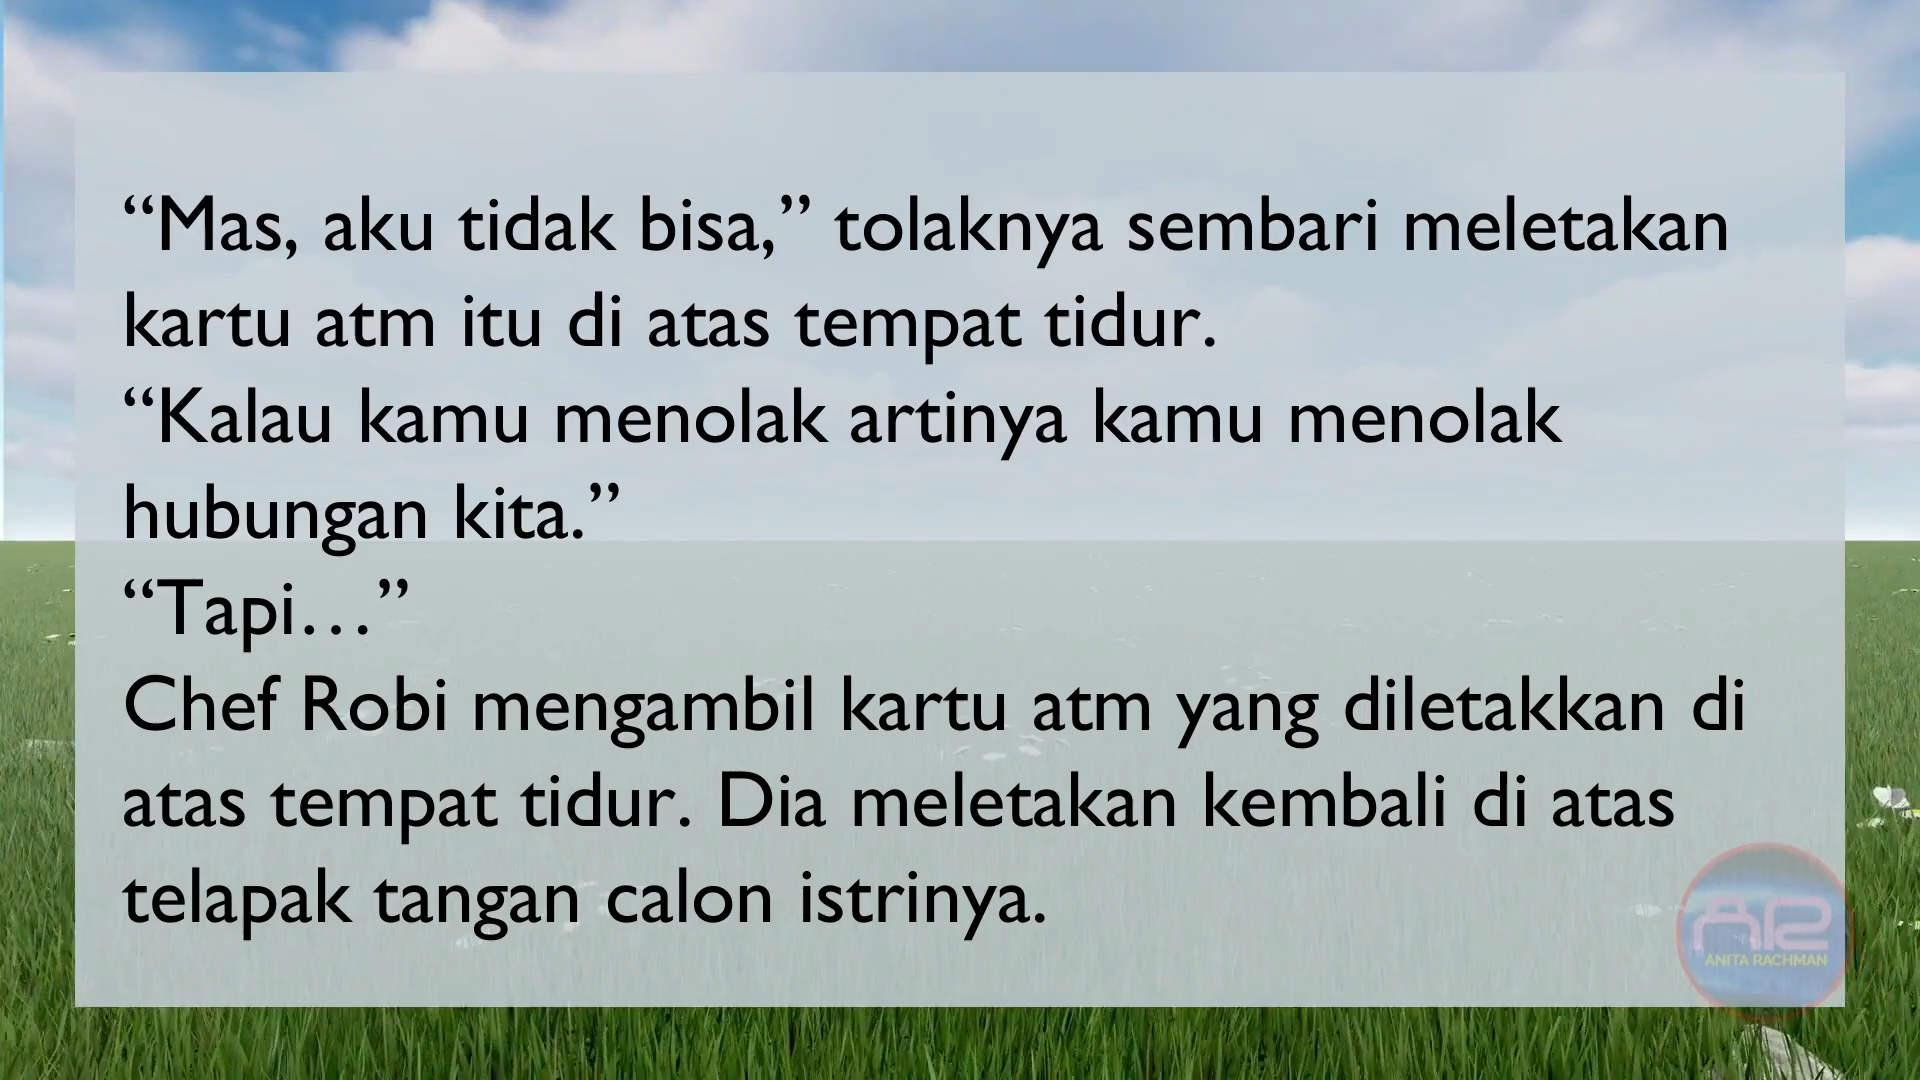 “Mas, aku tidak bisa,” tolaknya sembari meletakan
kartu atm itu di atas tempat tidur.
“Kalau kamu menolak artinya kamu menolak
hubungan kita.”
“Tapi…”
Chef Robi mengambil kartu atm yang diletakkan di
atas tempat tidur. Dia meletakan kembali di atas
telapak tangan calon istrinya.
AR
ANITA RACHMAN